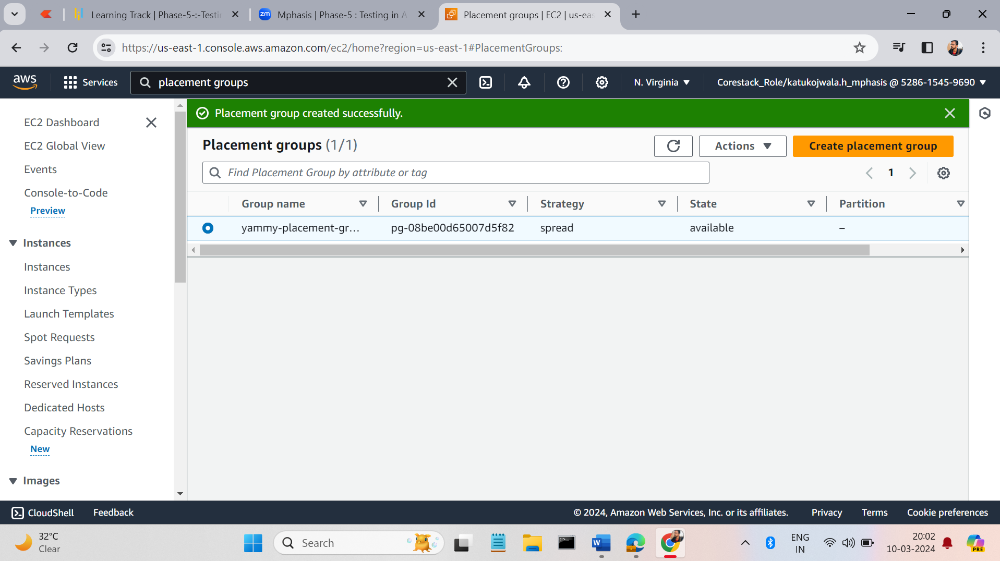 Learning Track | Phase-5-:-Testi
zm
Mphasis | Phase-5 : Testing in A
Placement groups | EC2 | us-eas
https://us-east-1.console.aws.amazon.com/ec2/home?region=us-east-1#PlacementGroups:
aws
Services
placement groups
N. Virginia
Corestack_Role/katukojwala.h_mphasis @ 5286-1545-9690
EC2 Dashboard
EC2 Global View
Events
Console-to-Code
Preview
Instances
Instances
Instance Types
Launch Templates
Spot Requests
Savings Plans
Reserved Instances
Dedicated Hosts
Capacity Reservations
New
Images
Placement group created successfully.
Placement groups (1/1)
Actions
Create placement group
Find Placement Group by attribute or tag
1
Group name Group Id Strategy State Partition
yammy-placement-gr... pg-08be00d65007d5f82 spread available –
CloudShell
Feedback
© 2024, Amazon Web Services, Inc. or its affiliates.
Privacy
Terms
Cookie preferences
32°C
Clear
Search
W
ENG
IN
20:02
10-03-2024
PRE